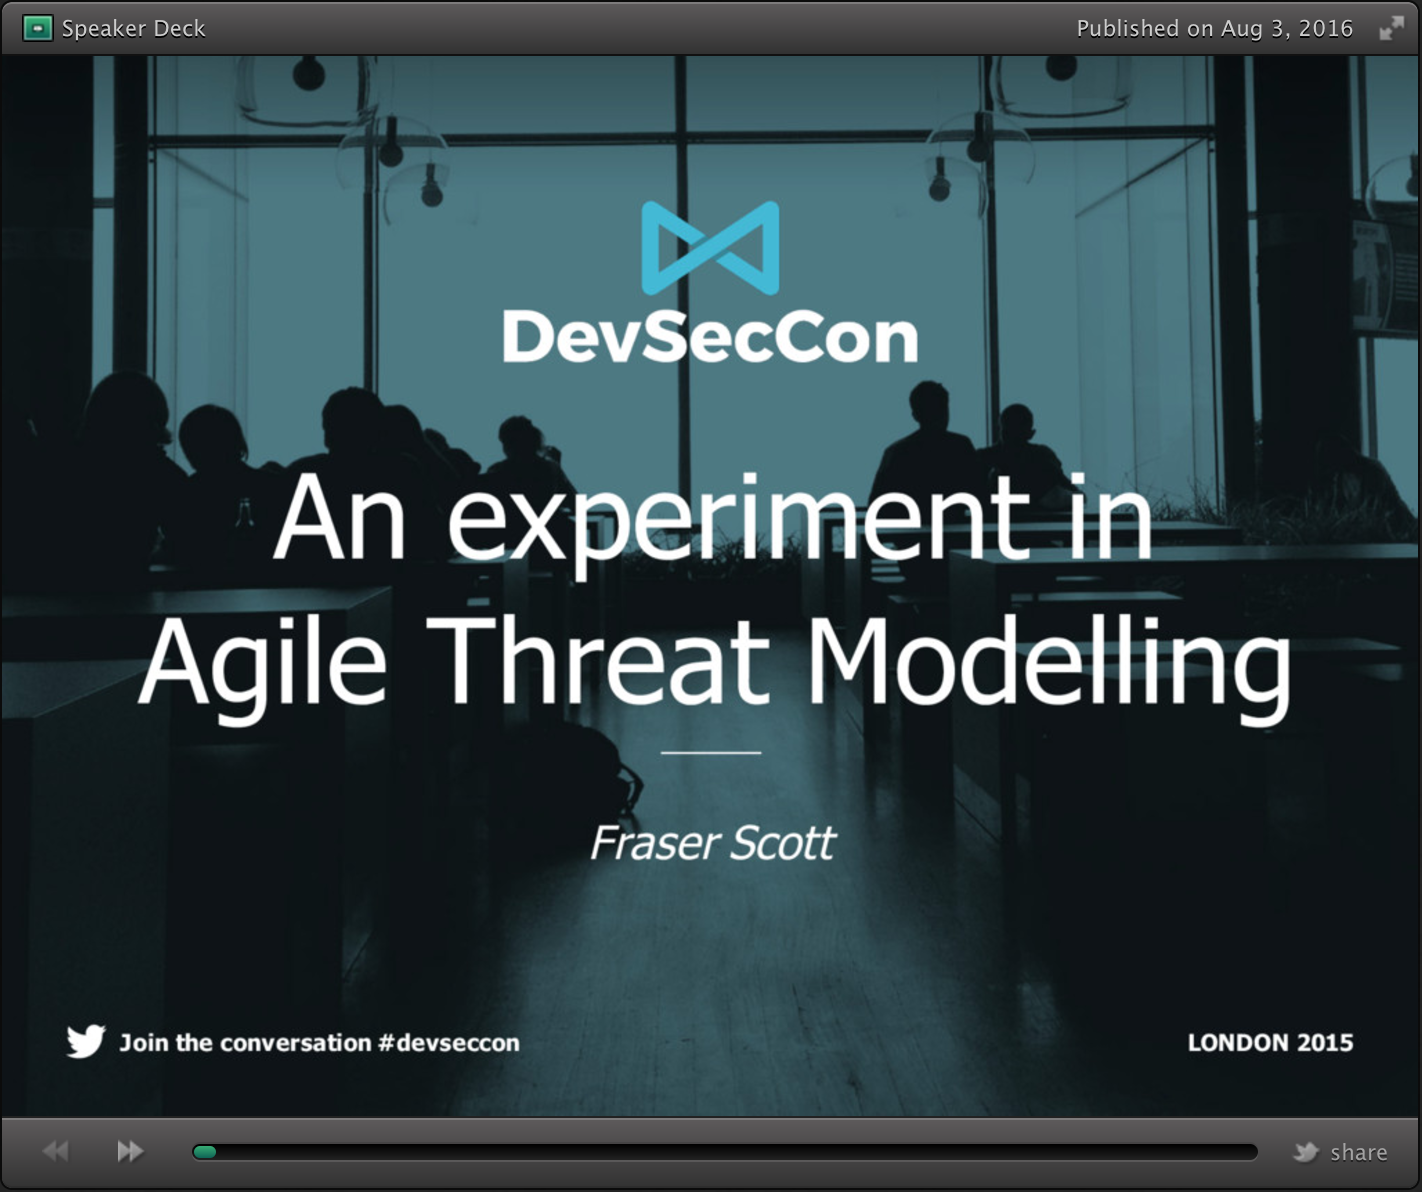 Speaker Deck
Published on Aug 3, 2016
DevSecCon
An experiment in
Agile Threat Modelling
Fraser Scott
Join the conversation #devseccon
LONDON 2015
share